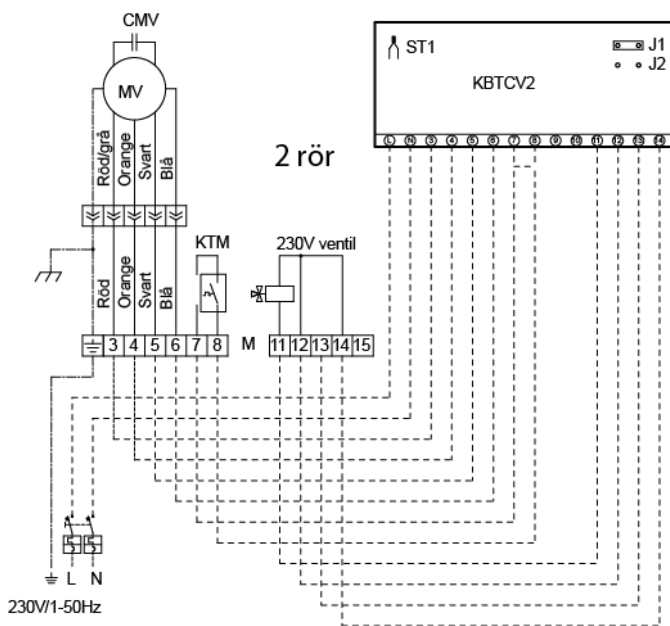 CMV
MV
Röd/grå
Orange
Svart
Blå
Röd
Orange
Svart
Blå
2 rör
ST1
J1
J2
KBTCV2
L N 3 4 5 6 7 8 9 10 11 12 13 14
KTM
230V ventil
3 4 5 6 7 8 M 11 12 13 14 15
L N
230V/1-50Hz